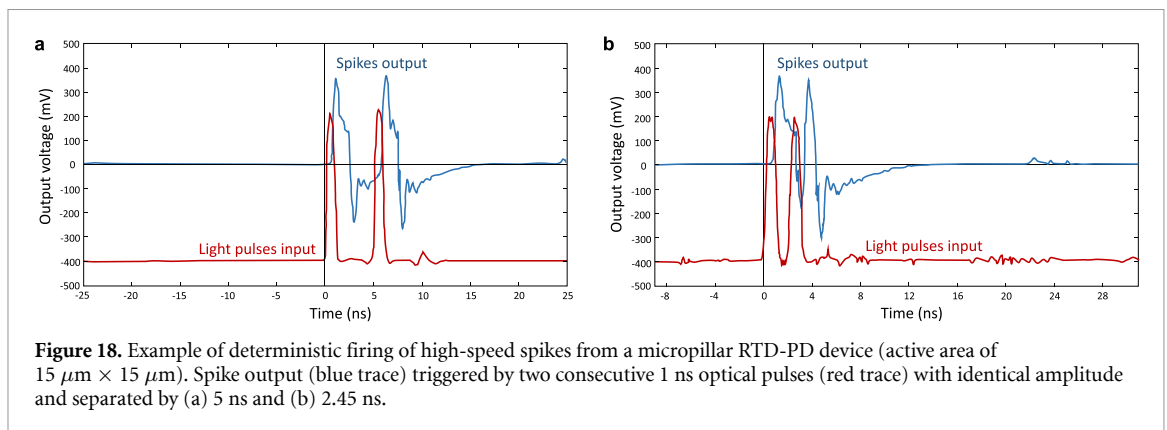 a
500
400
300
200
100
0
-100
-200
-300
-400
-500
Output voltage (mV)
Spikes output
Light pulses input
-25 -20 -15 -10 -5 0 5 10 15 20 25
Time (ns)
b
500
400
300
200
100
0
-100
-200
-300
-400
-500
Output voltage (mV)
Spikes output
Light pulses input
-8 -4 0 4 8 12 16 20 24 28
Time (ns)
Figure 18. Example of deterministic firing of high-speed spikes from a micropillar RTD-PD device (active area of
15 μm × 15 μm). Spike output (blue trace) triggered by two consecutive 1 ns optical pulses (red trace) with identical amplitude
and separated by (a) 5 ns and (b) 2.45 ns.